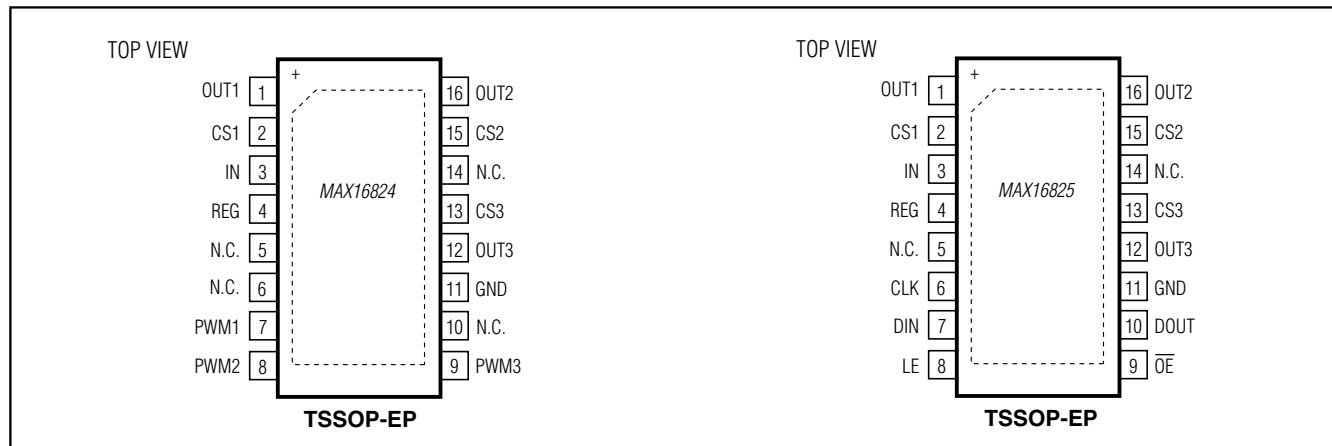 TOP VIEW
+
MAX16824
OUT1 1 16 OUT2
CS1 2 15 CS2
IN 3 14 N.C.
REG 4 13 CS3
N.C. 5 12 OUT3
N.C. 6 11 GND
PWM1 7 10 N.C.
PWM2 8 9 PWM3
TSSOP-EP
TOP VIEW
+
MAX16825
OUT1 1 16 OUT2
CS1 2 15 CS2
IN 3 14 N.C.
REG 4 13 CS3
N.C. 5 12 OUT3
CLK 6 11 GND
DIN 7 10 DOUT
LE 8 9 O̅E̅
TSSOP-EP